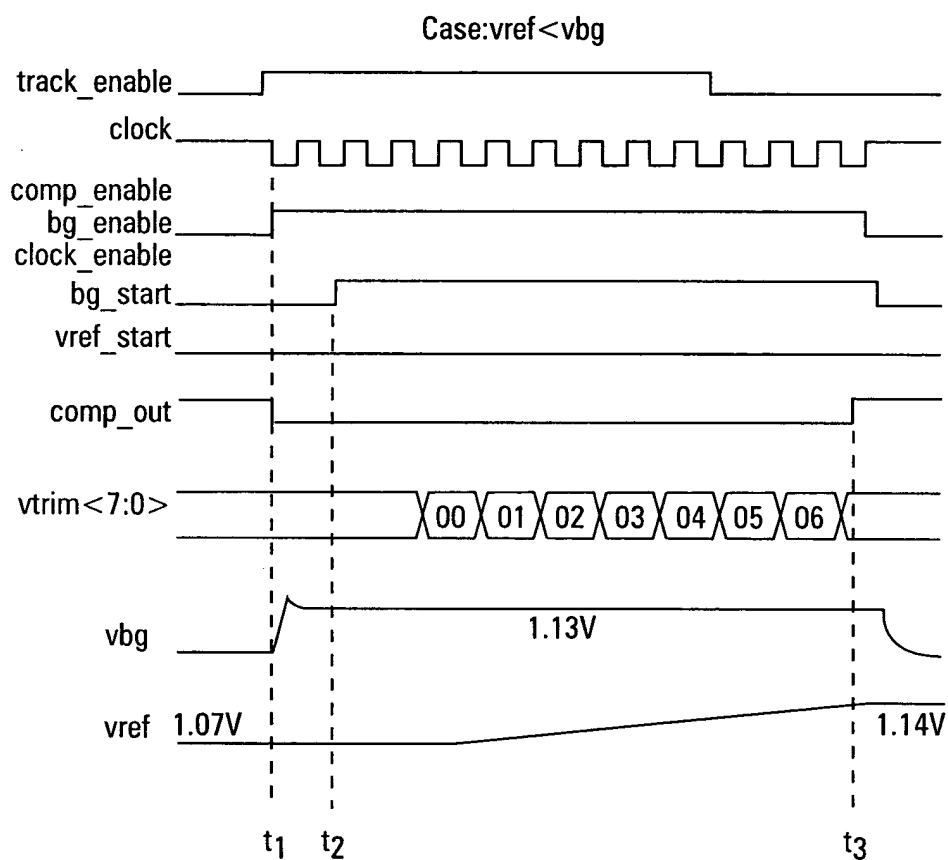 Case:vref<vbg
track_enable
clock
comp_enable
bg_enable
clock_enable
bg_start
vref_start
comp_out
vtrim<7:0> 00 01 02 03 04 05 06
vbg 1.13V
vref 1.07V 1.14V
t1 t2 t3